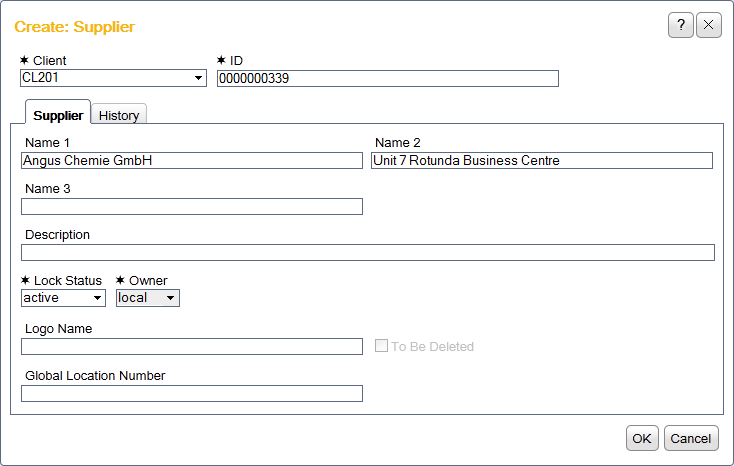 Create: Supplier
?
✶ Client
✶ ID
CL201
0000000339
Supplier
History
Name 1
Name 2
Angus Chemie GmbH
Unit 7 Rotunda Business Centre
Name 3
Description
✶ Lock Status
✶ Owner
active
local
Logo Name
To Be Deleted
Global Location Number
OK
Cancel